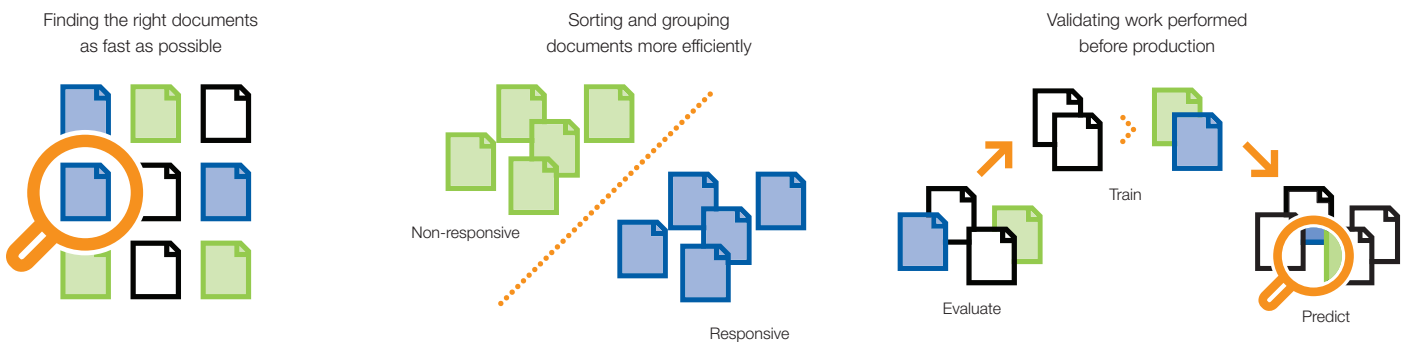 Finding the right documents
as fast as possible
Sorting and grouping
documents more efficiently
Non-responsive
Responsive
Validating work performed
before production
Train
Evaluate
Predict